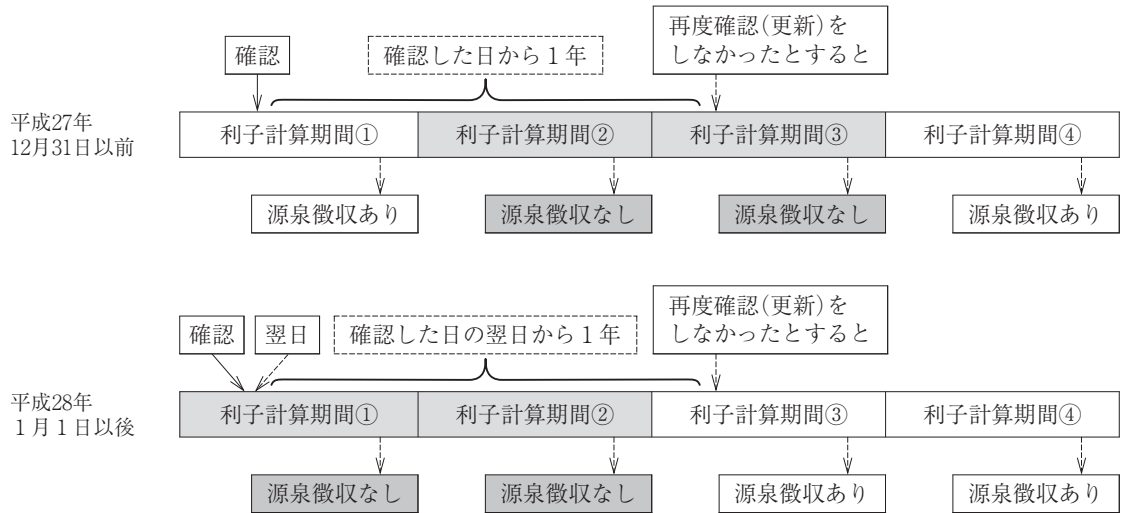 再度確認(更新)を
しなかったとすると
確認
確認した日から1年
平成27年
12月31日以前
利子計算期間① 利子計算期間② 利子計算期間③ 利子計算期間④
源泉徴収あり 源泉徴収なし 源泉徴収なし 源泉徴収あり
再度確認(更新)を
しなかったとすると
確認 翌日 確認した日の翌日から1年
平成28年
1月1日以後
利子計算期間① 利子計算期間② 利子計算期間③ 利子計算期間④
源泉徴収なし 源泉徴収なし 源泉徴収あり 源泉徴収あり